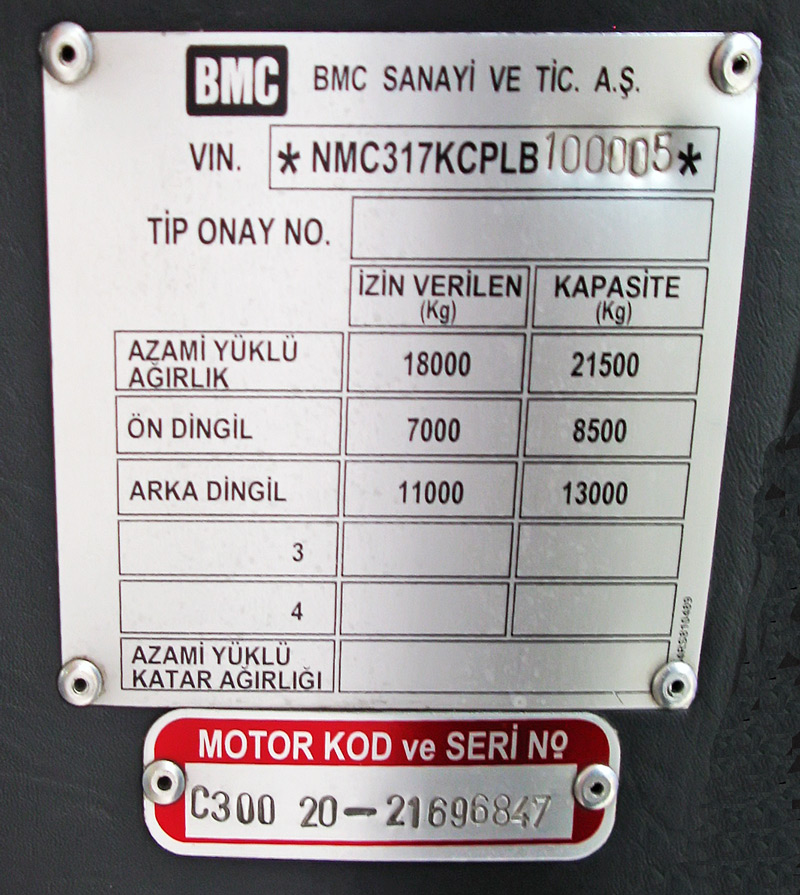 BMC BMC SANAYİ VE TİC. A.Ş.
VIN. *NMC317KCPLB100005*
TİP ONAY NO.
İZİN VERİLEN KAPASİTE
(Kg) (Kg)
AZAMİ YÜKLÜ
AĞIRLIK 18000 21500
ÖN DİNGİL 7000 8500
ARKA DİNGİL 11000 13000
3
4
AZAMİ YÜKLÜ
KATAR AĞIRLIĞI
4RS810489
MOTOR KOD ve SERİ Nº
C300 20-21696847